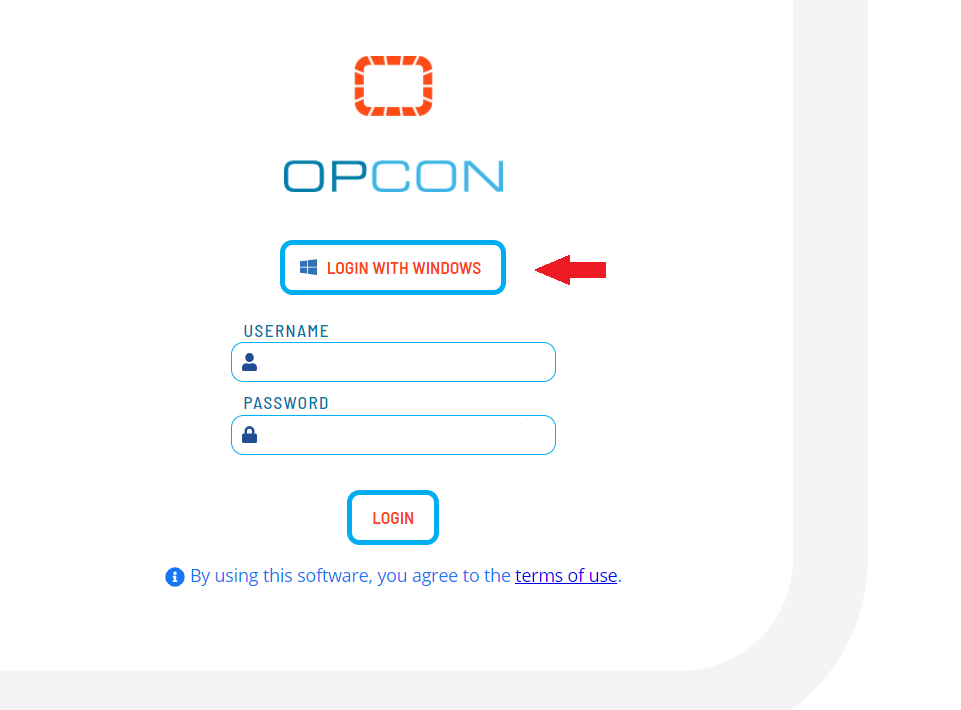 OPCON
LOGIN WITH WINDOWS
USERNAME
PASSWORD
LOGIN
By using this software, you agree to the terms of use.